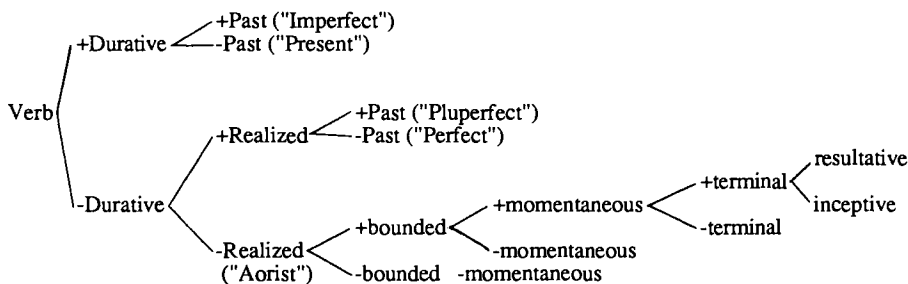 +Past ("Imperfect")
+Durative
-Past ("Present")
Verb
+Past ("Pluperfect")
+Realized
-Past ("Perfect")
resultative
+terminal
-Durative
+momentaneous
inceptive
+bounded
-terminal
-Realized
-momentaneous
("Aorist")
-bounded -momentaneous